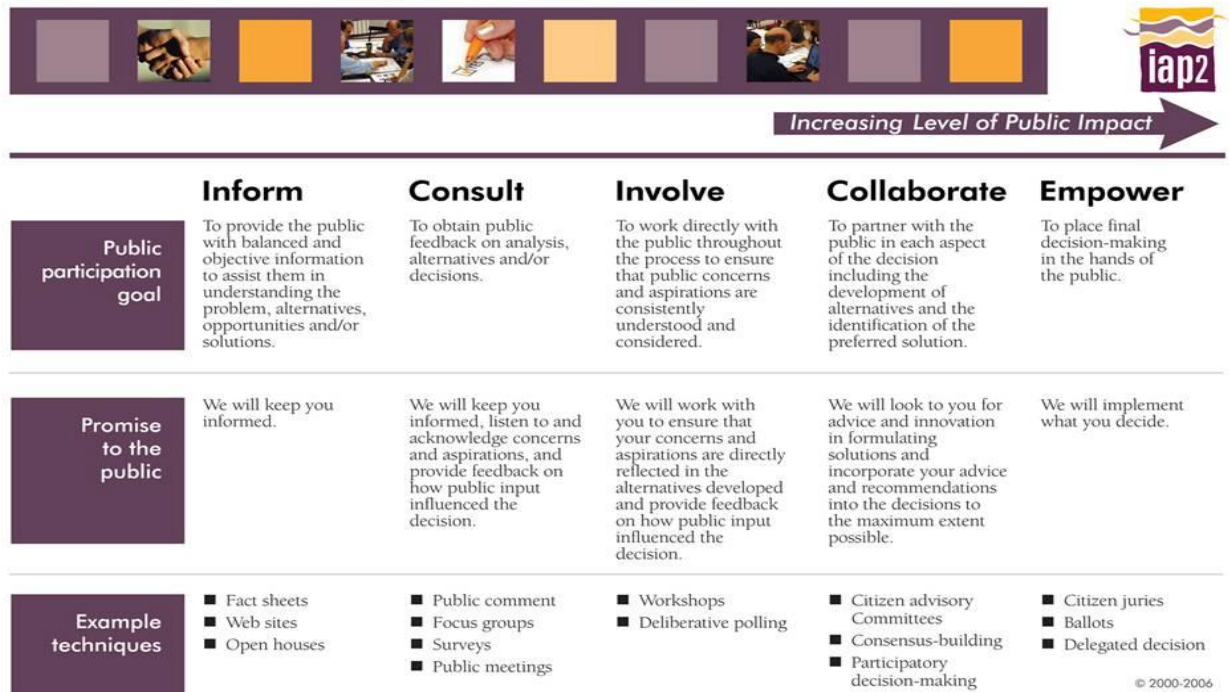 iap2
Increasing Level of Public Impact
Inform
Consult
Involve
Collaborate
Empower
Public
participation
goal
To provide the public
with balanced and
objective information
to assist them in
understanding the
problem, alternatives,
opportunities and/or
solutions.
To obtain public
feedback on analysis,
alternatives and/or
decisions.
To work directly with
the public throughout
the process to ensure
that public concerns
and aspirations are
consistently
understood and
considered.
To partner with the
public in each aspect
of the decision
including the
development of
alternatives and the
identification of the
preferred solution.
To place final
decision-making
in the hands of
the public.
Promise
to the
public
We will keep you
informed.
We will keep you
informed, listen to and
acknowledge concerns
and aspirations, and
provide feedback on
how public input
influenced the
decision.
We will work with
you to ensure that
your concerns and
aspirations are directly
reflected in the
alternatives developed
and provide feedback
on how public input
influenced the
decision.
We will look to you for
advice and innovation
in formulating
solutions and
incorporate your advice
and recommendations
into the decisions to
the maximum extent
possible.
We will implement
what you decide.
Example
techniques
■ Fact sheets
■ Web sites
■ Open houses
■ Public comment
■ Focus groups
■ Surveys
■ Public meetings
■ Workshops
■ Deliberative polling
■ Citizen advisory
Committees
■ Consensus-building
■ Participatory
decision-making
■ Citizen juries
■ Ballots
■ Delegated decision
© 2000-2006